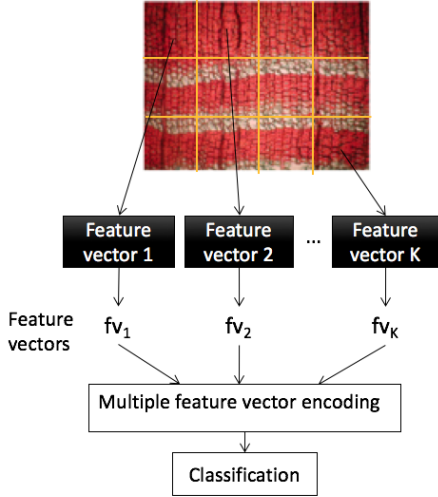 Feature
vector 1
Feature
vector 2
...
Feature
vector K
Feature
vectors
fv₁
fv₂
fvₖ
Multiple feature vector encoding
Classification